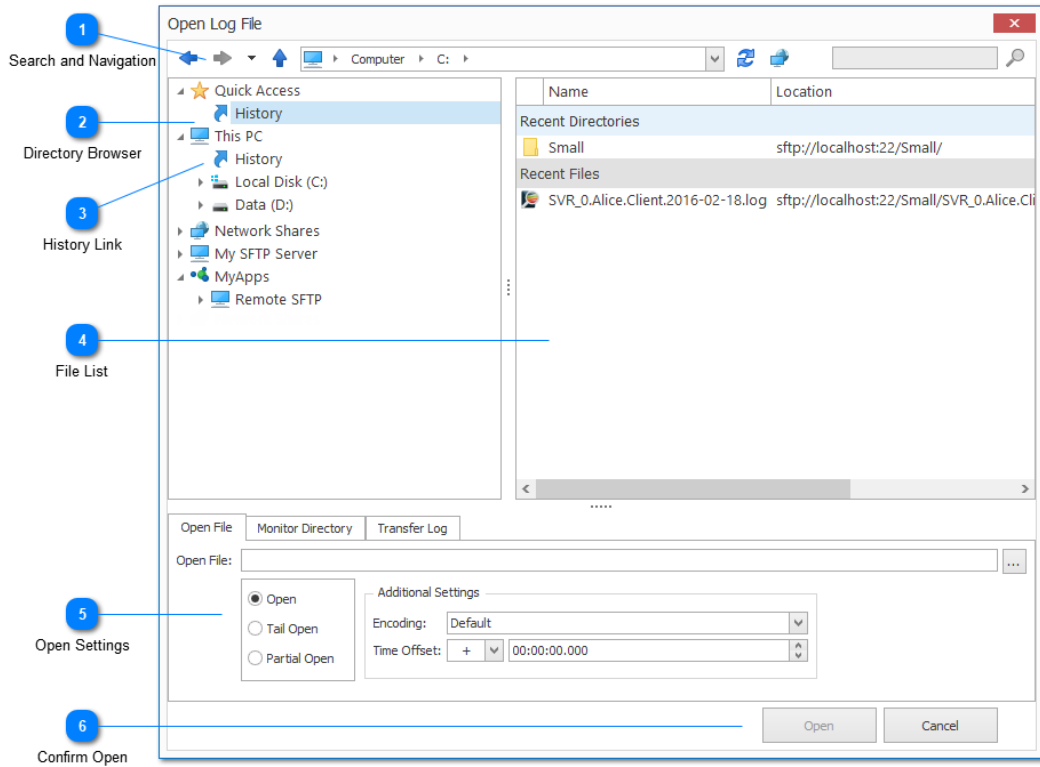 Open Log File
1
Search and Navigation
Computer
C:
Quick Access
History
2
Directory Browser
This PC
History
3
History Link
Local Disk (C:)
Data (D:)
Network Shares
My SFTP Server
MyApps
Remote SFTP
Name
Location
Recent Directories
Small
sftp://localhost:22/Small/
Recent Files
SVR_0.Alice.Client.2016-02-18.log
sftp://localhost:22/Small/SVR_0.Alice.Cli
4
File List
Open File
Monitor Directory
Transfer Log
Open File:
...
5
Open Settings
Open
Tail Open
Partial Open
Additional Settings
Encoding:
Default
Time Offset:
+
00:00:00.000
6
Confirm Open
Open
Cancel